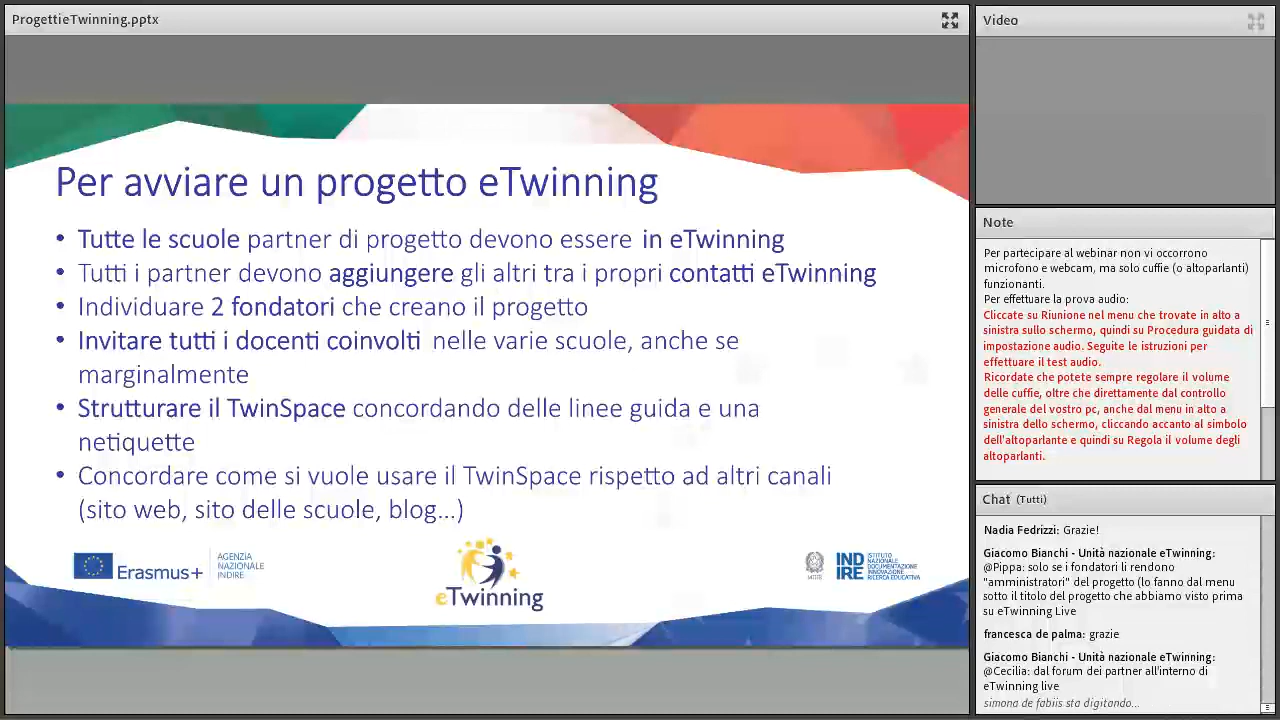 ProgettieTwinning.pptx
Per avviare un progetto eTwinning
• Tutte le scuole partner di progetto devono essere in eTwinning
• Tutti i partner devono aggiungere gli altri tra i propri contatti eTwinning
• Individuare 2 fondatori che creano il progetto
• Invitare tutti i docenti coinvolti nelle varie scuole, anche se
marginalmente
• Strutturare il TwinSpace concordando delle linee guida e una
netiquette
• Concordare come si vuole usare il TwinSpace rispetto ad altri canali
(sito web, sito delle scuole, blog...)
Erasmus+
AGENZIA
NAZIONALE
INDIRE
eTwinning
IND
IRE
ISTITUTO
NAZIONALE
DOCUMENTAZIONE
INNOVAZIONE
RICERCA EDUCATIVA
Video
Note
Per partecipare al webinar non vi occorrono
microfono e webcam, ma solo cuffie (o altoparlanti)
funzionanti.
Per effettuare la prova audio:
Cliccate su Riunione nel menu che trovate in alto a
sinistra sullo schermo, quindi su Procedura guidata di
impostazione audio. Seguite le istruzioni per
effettuare il test audio.
Ricordate che potete sempre regolare il volume
delle cuffie, oltre che direttamente dal controllo
generale del vostro pc, anche dal menu in alto a
sinistra dello schermo, cliccando accanto al simbolo
dell'altoparlante e quindi su Regola il volume degli
altoparlanti.
Chat (Tutti)
Nadia Fedrizzi: Grazie!
Giacomo Bianchi - Unità nazionale eTwinning:
@Pippa: solo se i fondatori li rendono
"amministratori" del progetto (lo fanno dal menu
sotto il titolo del progetto che abbiamo visto prima
su eTwinning Live
francesca de palma: grazie
Giacomo Bianchi - Unità nazionale eTwinning:
@Cecilia: dal forum dei partner all'interno di
eTwinning live
simona de fabiis sta digitando...